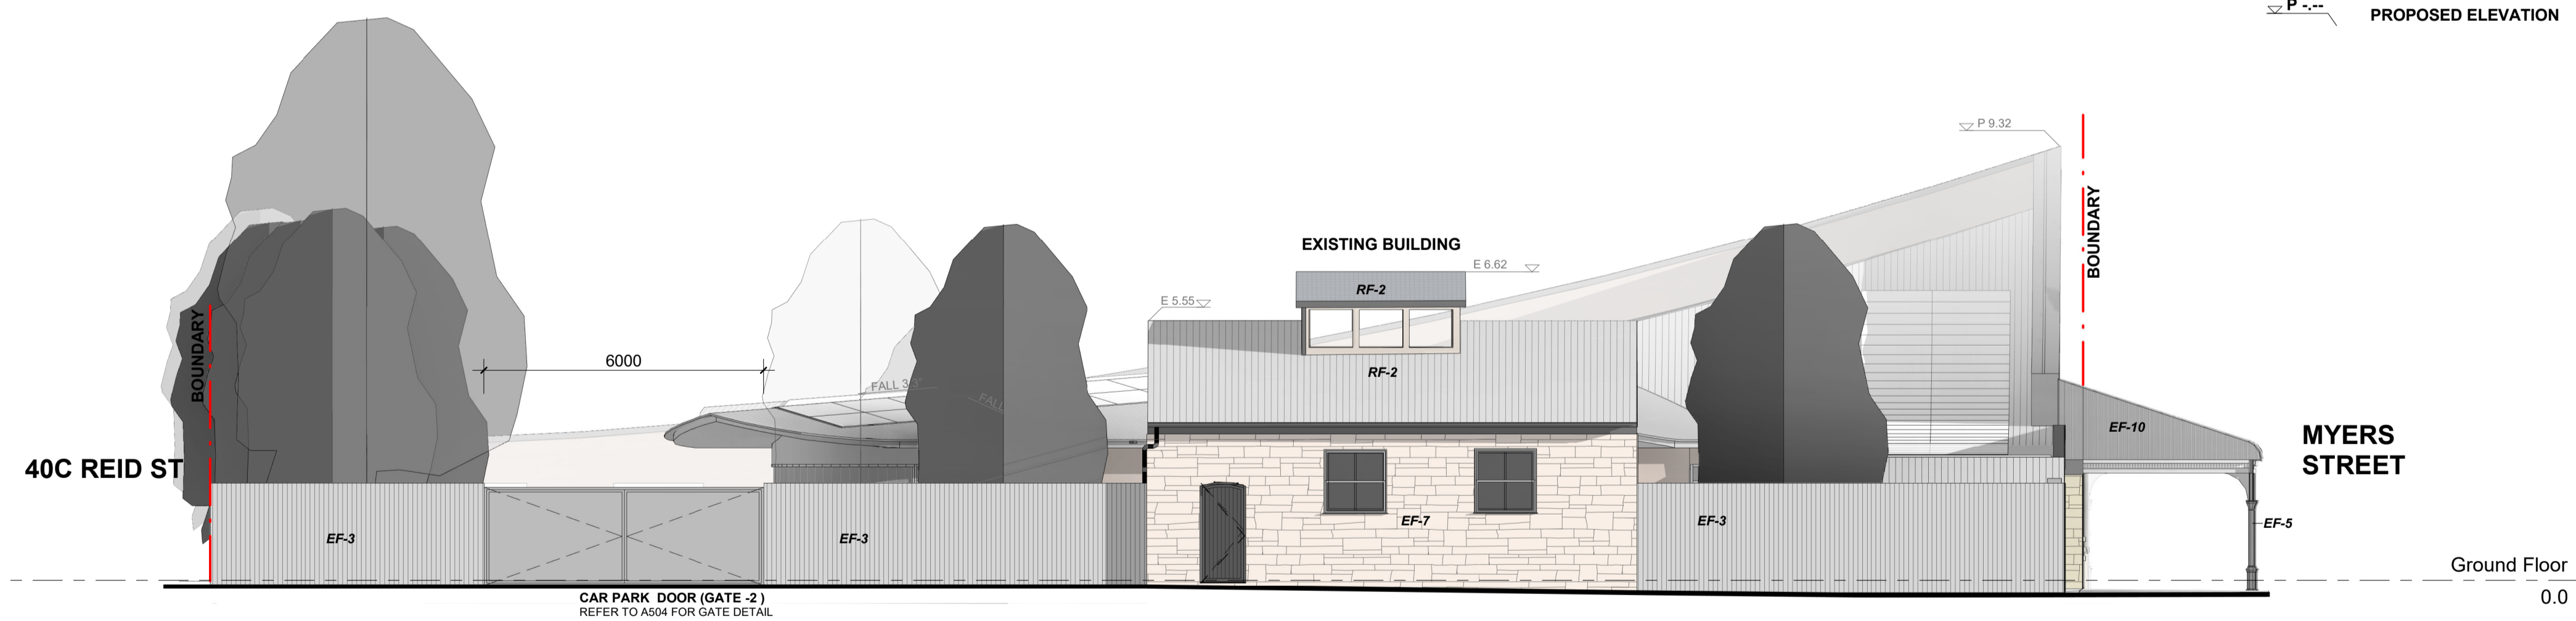 P -.--
PROPOSED ELEVATION
P 9.32
BOUNDARY
EXISTING BUILDING
E 6.62
RF-2
E 5.55
BOUNDARY
6000
RF-2
FALL 3.3°
FALL
EF-10
MYERS
STREET
40C REID ST
EF-7
EF-3
EF-5
EF-3
EF-3
Ground Floor
0.0
CAR PARK DOOR (GATE -2 )
REFER TO A504 FOR GATE DETAIL